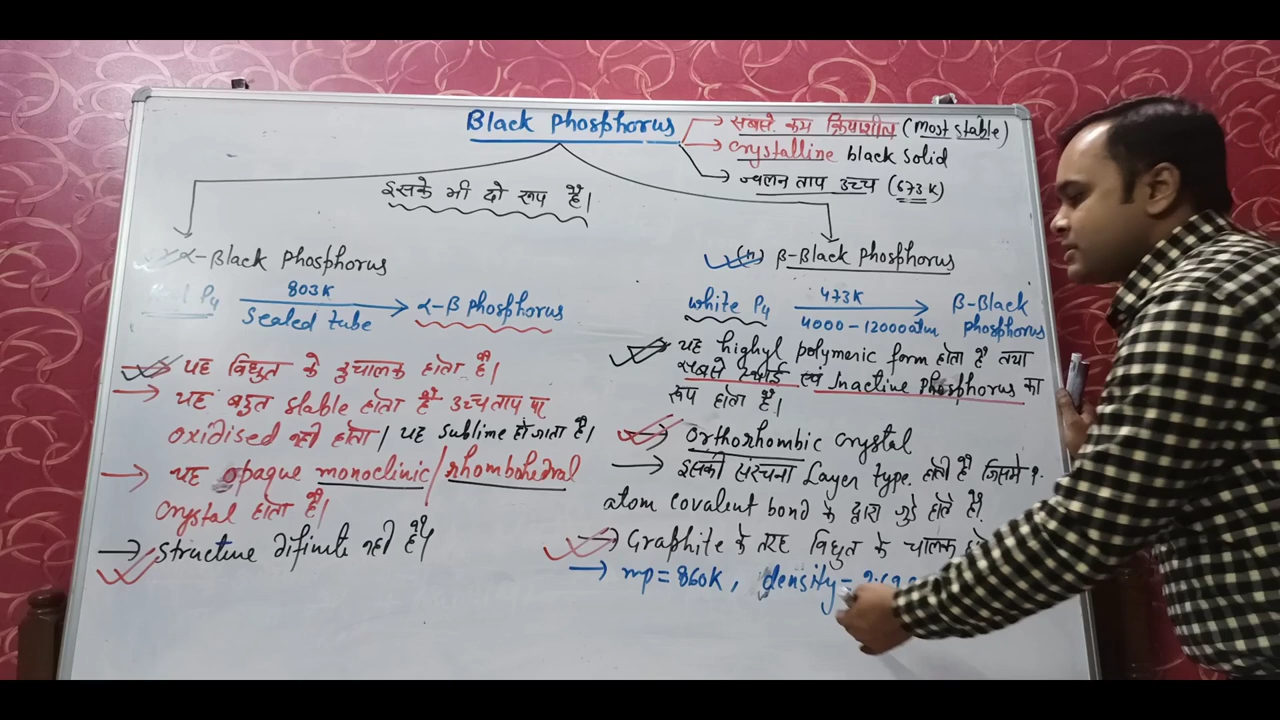 Black Phosphorus
→ सबसे कम क्रियाशील (Most stable)
→ Crystalline black solid
→ ज्वलन ताप उच्च (673K)
इसके भी दो रूप है।
α-Black Phosphorus
P4 803K Sealed tube → α-B Phosphorus
→ यह विद्युत के कुचालक होता है।
→ यह बहुत stable होता है उच्च ताप पर
oxidised नही होता / यह sublime हो जाता है।
→ यह opaque monoclinic/rhombohedral
crystal होता है।
→ structure difinite नही है।
β-Black Phosphorus
white P4 473K 4000-12000atm → β-Black Phosphorus
→ यह highyl polymeric form होता है तथा
सबसे एवं Inactive Phosphorus का
रूप होता है।
→ Orthorhombic crystal
→ इसकी संरचना Layer type होती है जिसमे P-
atom covalent bond के द्वारा जुड़े होते है।
→ Graphite के तरह विद्युत के चालक
→ mp = 860K, density =